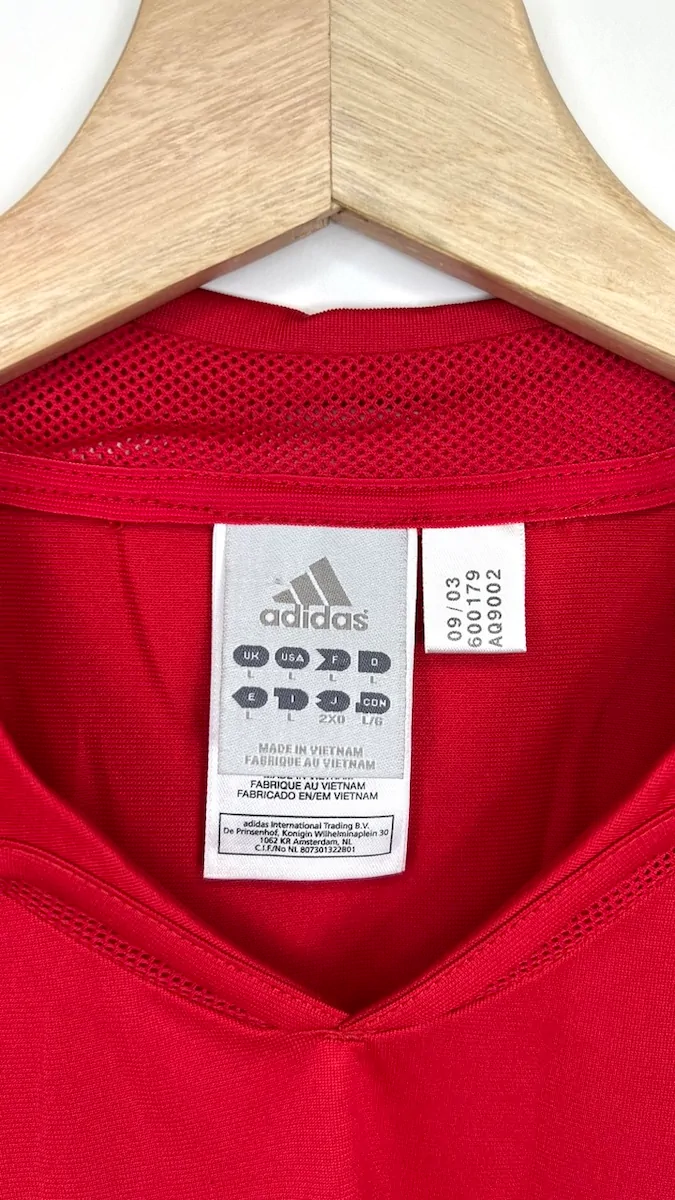 adidas
UK USA F D
L L L L
E I J CDN
L L 2XO L/G
MADE IN VIETNAM
FABRIQUE AU VIETNAM
FABRIQUE AU VIETNAM
FABRICADO EN/EM VIETNAM
adidas International Trading B.V.
De Prinsenhof, Konigin Wilhelminaplein 30
1062 KR Amsterdam, NL
C.I.F./No NL 807301322B01
09/03
600179
AQ9002